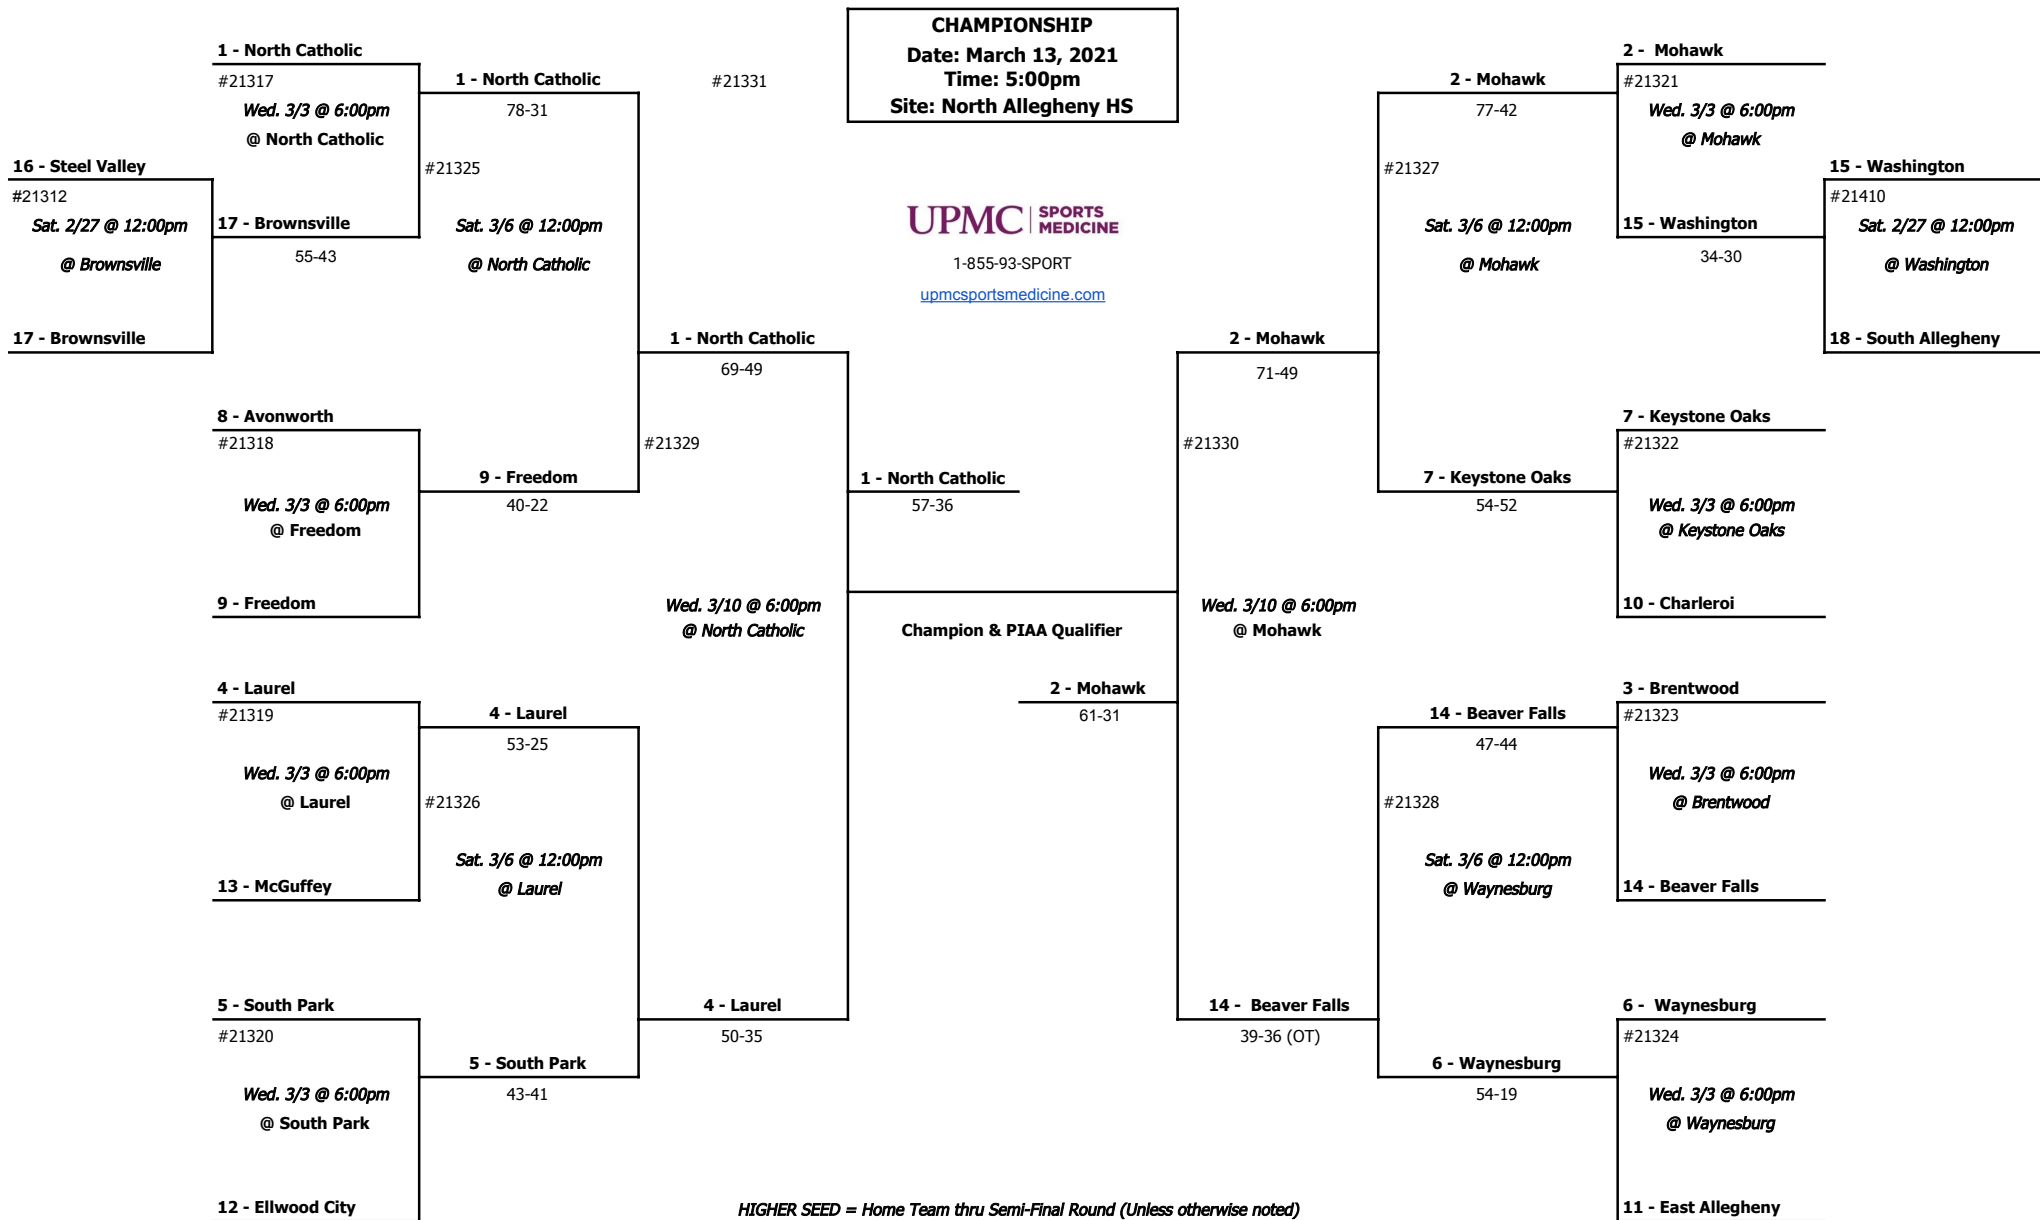 CHAMPIONSHIP
Date: March 13, 2021
Time: 5:00pm
Site: North Allegheny HS
1 - North Catholic
#21317
Wed. 3/3 @ 6:00pm
@ North Catholic
16 - Steel Valley
#21312
Sat. 2/27 @ 12:00pm
@ Brownsville
17 - Brownsville
17 - Brownsville
55-43
1 - North Catholic
78-31
#21325
Sat. 3/6 @ 12:00pm
@ North Catholic
8 - Avonworth
#21318
Wed. 3/3 @ 6:00pm
@ Freedom
9 - Freedom
9 - Freedom
40-22
1 - North Catholic
69-49
#21329
Wed. 3/10 @ 6:00pm
@ North Catholic
4 - Laurel
#21319
Wed. 3/3 @ 6:00pm
@ Laurel
13 - McGuffey
4 - Laurel
53-25
#21326
Sat. 3/6 @ 12:00pm
@ Laurel
5 - South Park
#21320
Wed. 3/3 @ 6:00pm
@ South Park
12 - Ellwood City
5 - South Park
43-41
4 - Laurel
50-35
#21331
UPMC | SPORTS MEDICINE
1-855-93-SPORT
upmcsportsmedicine.com
1 - North Catholic
57-36
Champion & PIAA Qualifier
2 - Mohawk
61-31
2 - Mohawk
71-49
#21330
Wed. 3/10 @ 6:00pm
@ Mohawk
14 - Beaver Falls
39-36 (OT)
2 - Mohawk
77-42
#21327
Sat. 3/6 @ 12:00pm
@ Mohawk
7 - Keystone Oaks
54-52
14 - Beaver Falls
47-44
#21328
Sat. 3/6 @ 12:00pm
@ Waynesburg
6 - Waynesburg
54-19
2 - Mohawk
#21321
Wed. 3/3 @ 6:00pm
@ Mohawk
15 - Washington
34-30
15 - Washington
#21410
Sat. 2/27 @ 12:00pm
@ Washington
18 - South Allegheny
7 - Keystone Oaks
#21322
Wed. 3/3 @ 6:00pm
@ Keystone Oaks
10 - Charleroi
3 - Brentwood
#21323
Wed. 3/3 @ 6:00pm
@ Brentwood
14 - Beaver Falls
6 - Waynesburg
#21324
Wed. 3/3 @ 6:00pm
@ Waynesburg
11 - East Allegheny
HIGHER SEED = Home Team thru Semi-Final Round (Unless otherwise noted)